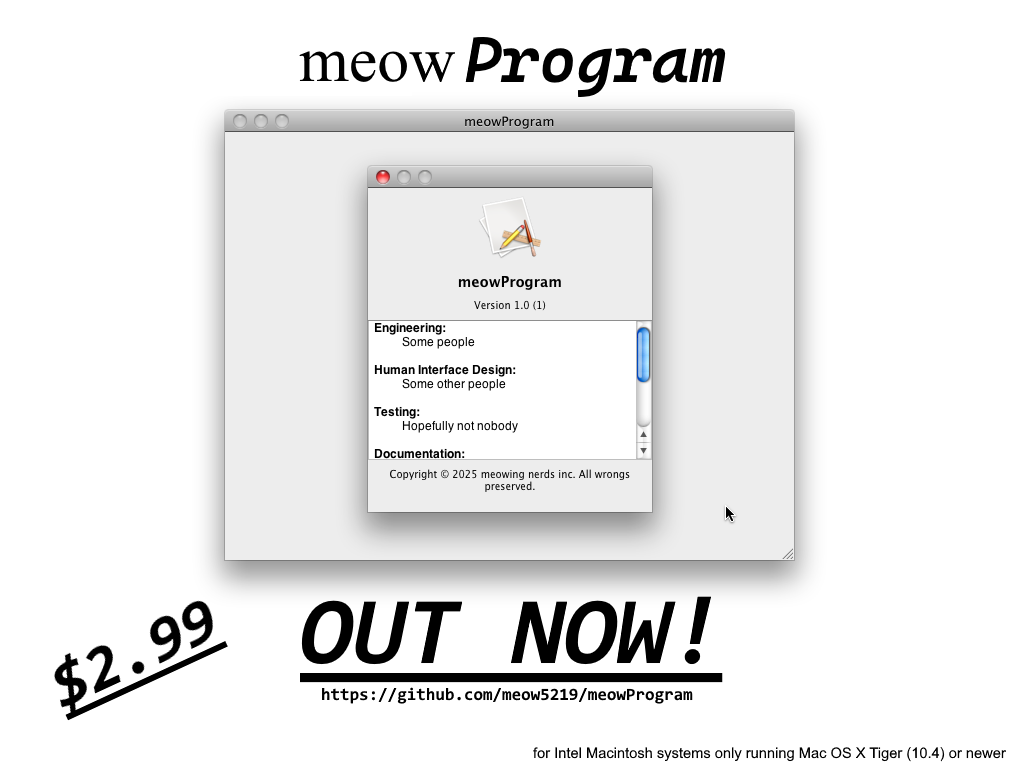 meow Program
meowProgram
meowProgram
Version 1.0 (1)
Engineering:
Some people
Human Interface Design:
Some other people
Testing:
Hopefully not nobody
Documentation:
Copyright © 2025 meowing nerds inc. All wrongs
preserved.
$2.99
OUT NOW!
https://github.com/meow5219/meowProgram
for Intel Macintosh systems only running Mac OS X Tiger (10.4) or newer